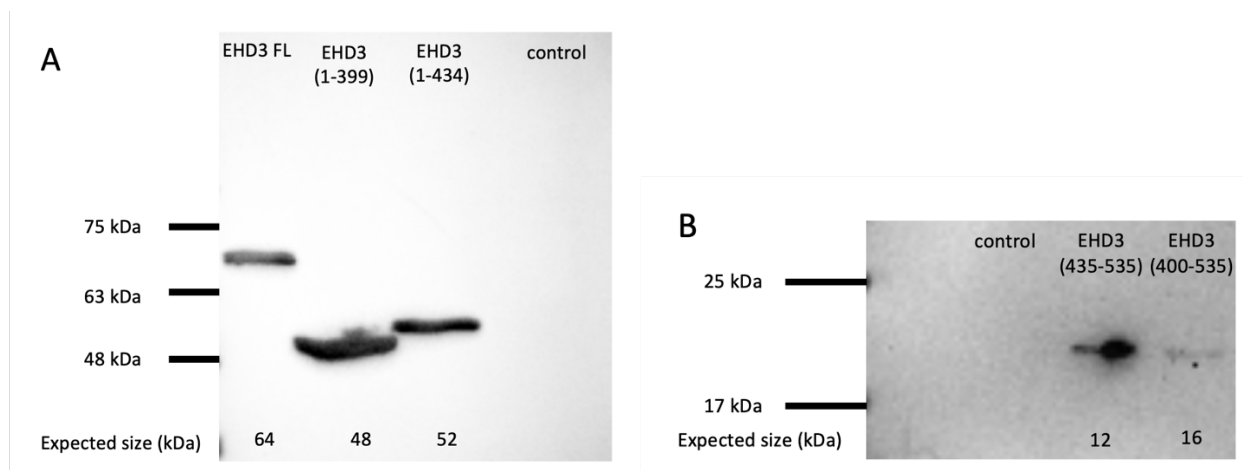 A
EHD3 FL
EHD3
(1-399)
EHD3
(1-434)
control
75 kDa
63 kDa
48 kDa
Expected size (kDa)
64
48
52
B
control
EHD3
(435-535)
EHD3
(400-535)
25 kDa
17 kDa
Expected size (kDa)
12
16